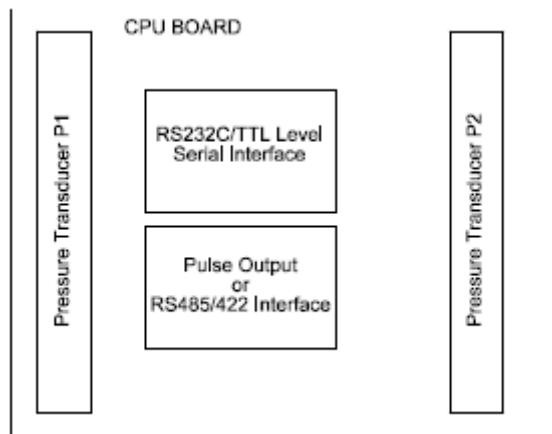 CPU BOARD
Pressure Transducer P1
RS232C/TTL Level
Serial Interface
Pulse Output
or
RS485/422 Interface
Pressure Transducer P2